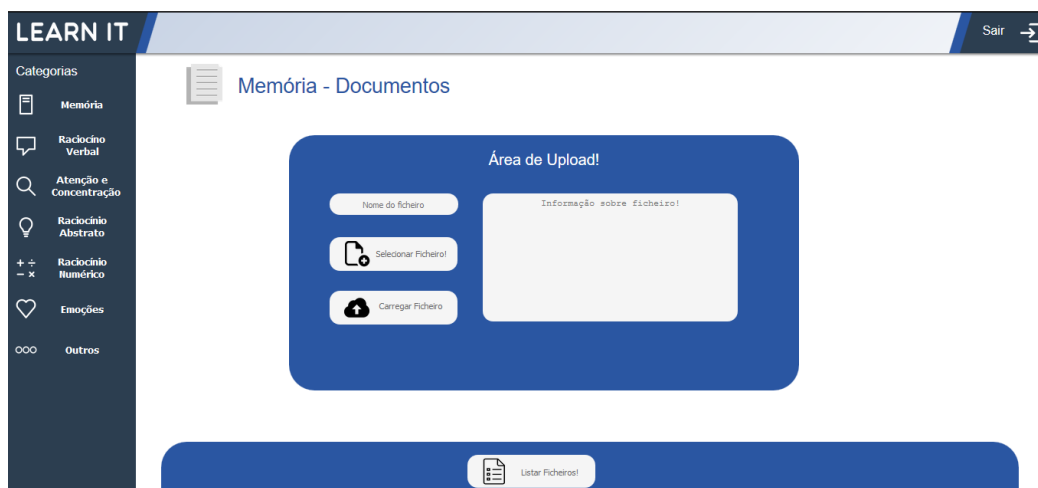 LEARN IT
Sair
Categorias
Memória
Raciocíno
Verbal
Atenção e
Concentração
Raciocínio
Abstrato
Raciocínio
Numérico
Emoções
Outros
Memória - Documentos
Área de Upload!
Nome do ficheiro
Informação sobre ficheiro!
Selecionar Ficheiro!
Carregar Ficheiro
Listar Ficheiros!